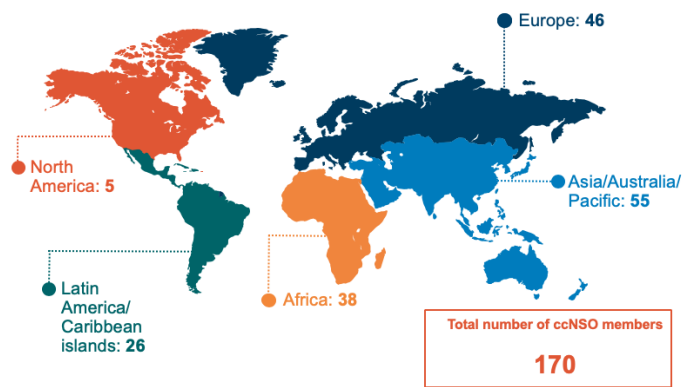 Europe: 46
North
America: 5
Asia/Australia/
Pacific: 55
Latin
America/
Caribbean
islands: 26
Africa: 38
Total number of ccNSO members
170